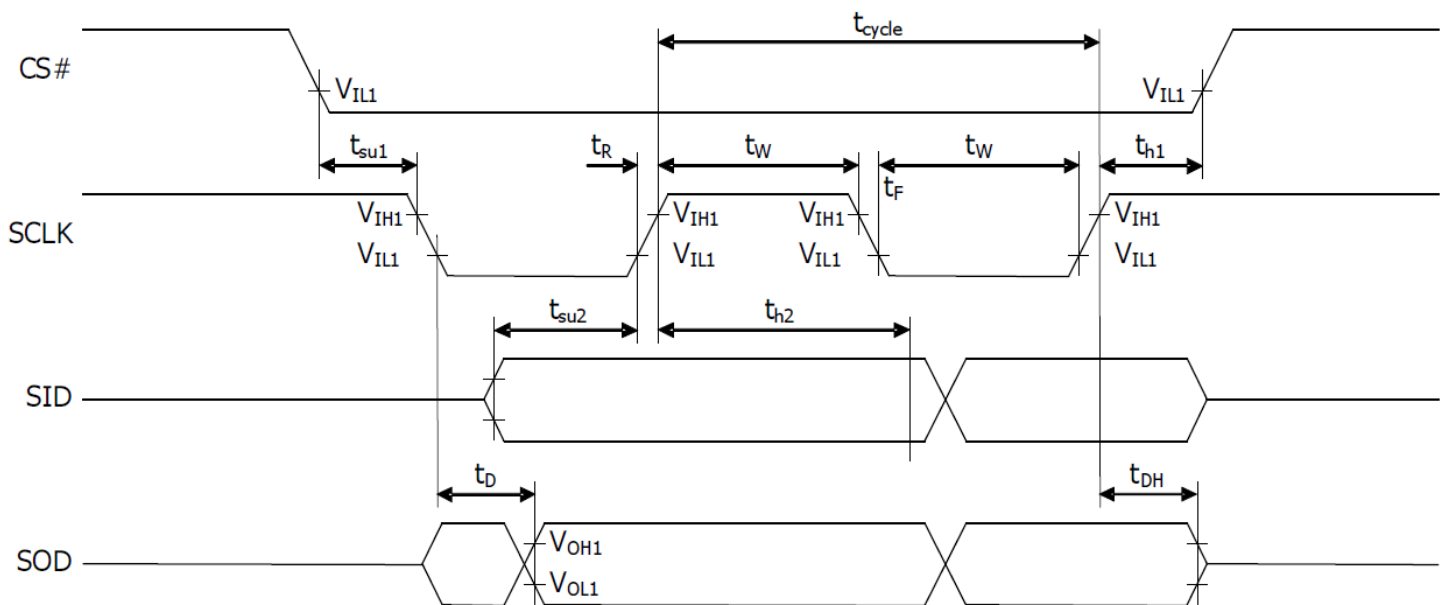 t_cycle
CS#
V_IL1 V_IL1
t_su1 t_R t_W t_W t_h1
t_F
SCLK
V_IH1 V_IH1 V_IH1 V_IH1
V_IL1 V_IL1 V_IL1 V_IL1
t_su2 t_h2
SID
t_D t_DH
SOD
V_OH1
V_OL1